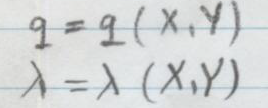 q = q (X, Y)
λ = λ (X, Y)